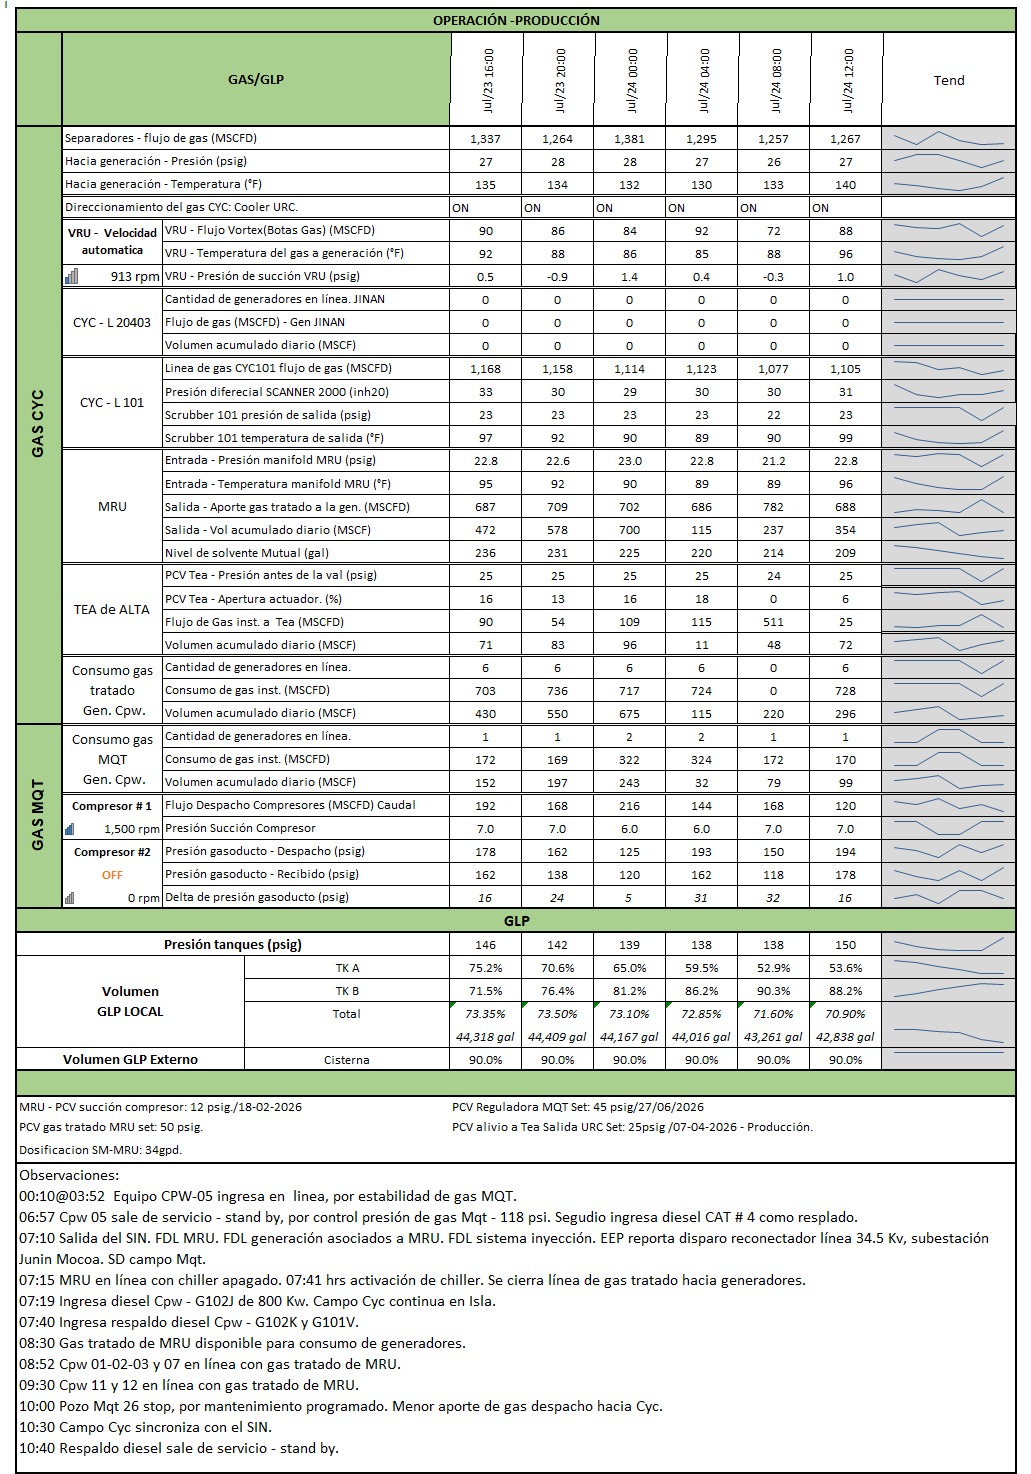 OPERACIÓN -PRODUCCIÓN
GAS/GLP Jul/23 16:00 Jul/23 20:00 Jul/24 00:00 Jul/24 04:00 Jul/24 08:00 Jul/24 12:00 Tend
GAS CYC
Separadores - flujo de gas (MSCFD) 1,337 1,264 1,381 1,295 1,257 1,267
Hacia generación - Presión (psig) 27 28 28 27 26 27
Hacia generación - Temperatura (°F) 135 134 132 130 133 140
Direccionamiento del gas CYC: Cooler URC. ON ON ON ON ON ON
VRU - Velocidad automatica
913 rpm
VRU - Flujo Vortex(Botas Gas) (MSCFD) 90 86 84 92 72 88
VRU - Temperatura del gas a generación (°F) 92 88 86 85 88 96
VRU - Presión de succión VRU (psig) 0.5 -0.9 1.4 0.4 -0.3 1.0
CYC - L 20403
Cantidad de generadores en línea. JINAN 0 0 0 0 0 0
Flujo de gas (MSCFD) - Gen JINAN 0 0 0 0 0 0
Volumen acumulado diario (MSCF) 0 0 0 0 0 0
CYC - L 101
Linea de gas CYC101 flujo de gas (MSCFD) 1,168 1,158 1,114 1,123 1,077 1,105
Presión diferecial SCANNER 2000 (inh20) 33 30 29 30 30 31
Scrubber 101 presión de salida (psig) 23 23 23 23 22 23
Scrubber 101 temperatura de salida (°F) 97 92 90 89 90 99
MRU
Entrada - Presión manifold MRU (psig) 22.8 22.6 23.0 22.8 21.2 22.8
Entrada - Temperatura manifold MRU (°F) 95 92 90 89 89 96
Salida - Aporte gas tratado a la gen. (MSCFD) 687 709 702 686 782 688
Salida - Vol acumulado diario (MSCF) 472 578 700 115 237 354
Nivel de solvente Mutual (gal) 236 231 225 220 214 209
TEA de ALTA
PCV Tea - Presión antes de la val (psig) 25 25 25 25 24 25
PCV Tea - Apertura actuador. (%) 16 13 16 18 0 6
Flujo de Gas inst. a Tea (MSCFD) 90 54 109 115 511 25
Volumen acumulado diario (MSCF) 71 83 96 11 48 72
Consumo gas tratado Gen. Cpw.
Cantidad de generadores en línea. 6 6 6 6 0 6
Consumo de gas inst. (MSCFD) 703 736 717 724 0 728
Volumen acumulado diario (MSCF) 430 550 675 115 220 296
GAS MQT
Consumo gas MQT Gen. Cpw.
Cantidad de generadores en línea. 1 1 2 2 1 1
Consumo de gas inst. (MSCFD) 172 169 322 324 172 170
Volumen acumulado diario (MSCF) 152 197 243 32 79 99
Compresor # 1
1,500 rpm
Flujo Despacho Compresores (MSCFD) Caudal 192 168 216 144 168 120
Presión Succión Compresor 7.0 7.0 6.0 6.0 7.0 7.0
Compresor #2
OFF
0 rpm
Presión gasoducto - Despacho (psig) 178 162 125 193 150 194
Presión gasoducto - Recibido (psig) 162 138 120 162 118 178
Delta de presión gasoducto (psig) 16 24 5 31 32 16
GLP
Presión tanques (psig) 146 142 139 138 138 150
Volumen
GLP LOCAL
TK A 75.2% 70.6% 65.0% 59.5% 52.9% 53.6%
TK B 71.5% 76.4% 81.2% 86.2% 90.3% 88.2%
Total 73.35% 73.50% 73.10% 72.85% 71.60% 70.90%
44,318 gal 44,409 gal 44,167 gal 44,016 gal 43,261 gal 42,838 gal
Volumen GLP Externo Cisterna 90.0% 90.0% 90.0% 90.0% 90.0% 90.0%
MRU - PCV succión compresor: 12 psig./18-02-2026 PCV Reguladora MQT Set: 45 psig/27/06/2026
PCV gas tratado MRU set: 50 psig. PCV alivio a Tea Salida URC Set: 25psig /07-04-2026 - Producción.
Dosificacion SM-MRU: 34gpd.
Observaciones:
00:10@03:52 Equipo CPW-05 ingresa en linea, por estabilidad de gas MQT.
06:57 Cpw 05 sale de servicio - stand by, por control presión de gas Mqt - 118 psi. Segudio ingresa diesel CAT # 4 como resplado.
07:10 Salida del SIN. FDL MRU. FDL generación asociados a MRU. FDL sistema inyección. EEP reporta disparo reconectador línea 34.5 Kv, subestación
Junin Mocoa. SD campo Mqt.
07:15 MRU en línea con chiller apagado. 07:41 hrs activación de chiller. Se cierra línea de gas tratado hacia generadores.
07:19 Ingresa diesel Cpw - G102J de 800 Kw. Campo Cyc continua en Isla.
07:40 Ingresa respaldo diesel Cpw - G102K y G101V.
08:30 Gas tratado de MRU disponible para consumo de generadores.
08:52 Cpw 01-02-03 y 07 en línea con gas tratado de MRU.
09:30 Cpw 11 y 12 en línea con gas tratado de MRU.
10:00 Pozo Mqt 26 stop, por mantenimiento programado. Menor aporte de gas despacho hacia Cyc.
10:30 Campo Cyc sincroniza con el SIN.
10:40 Respaldo diesel sale de servicio - stand by.